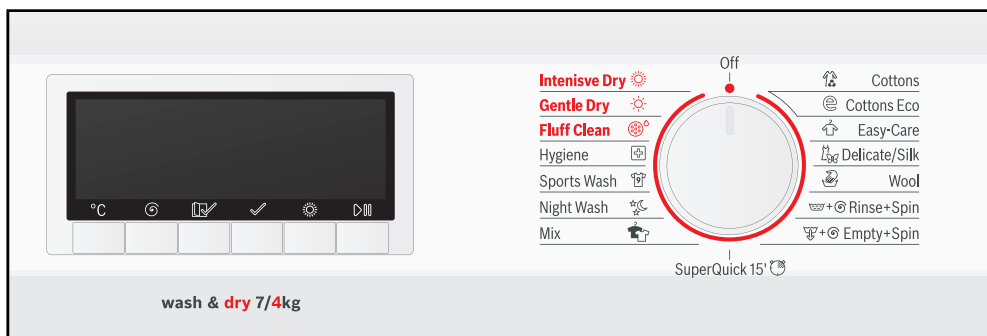 Off
Intenisve Dry
Gentle Dry
Fluff Clean
Hygiene
Sports Wash
Night Wash
Mix
Cottons
Cottons Eco
Easy-Care
Delicate/Silk
Wool
+ Rinse+Spin
+ Empty+Spin
SuperQuick 15'
°C
wash & dry 7/4kg